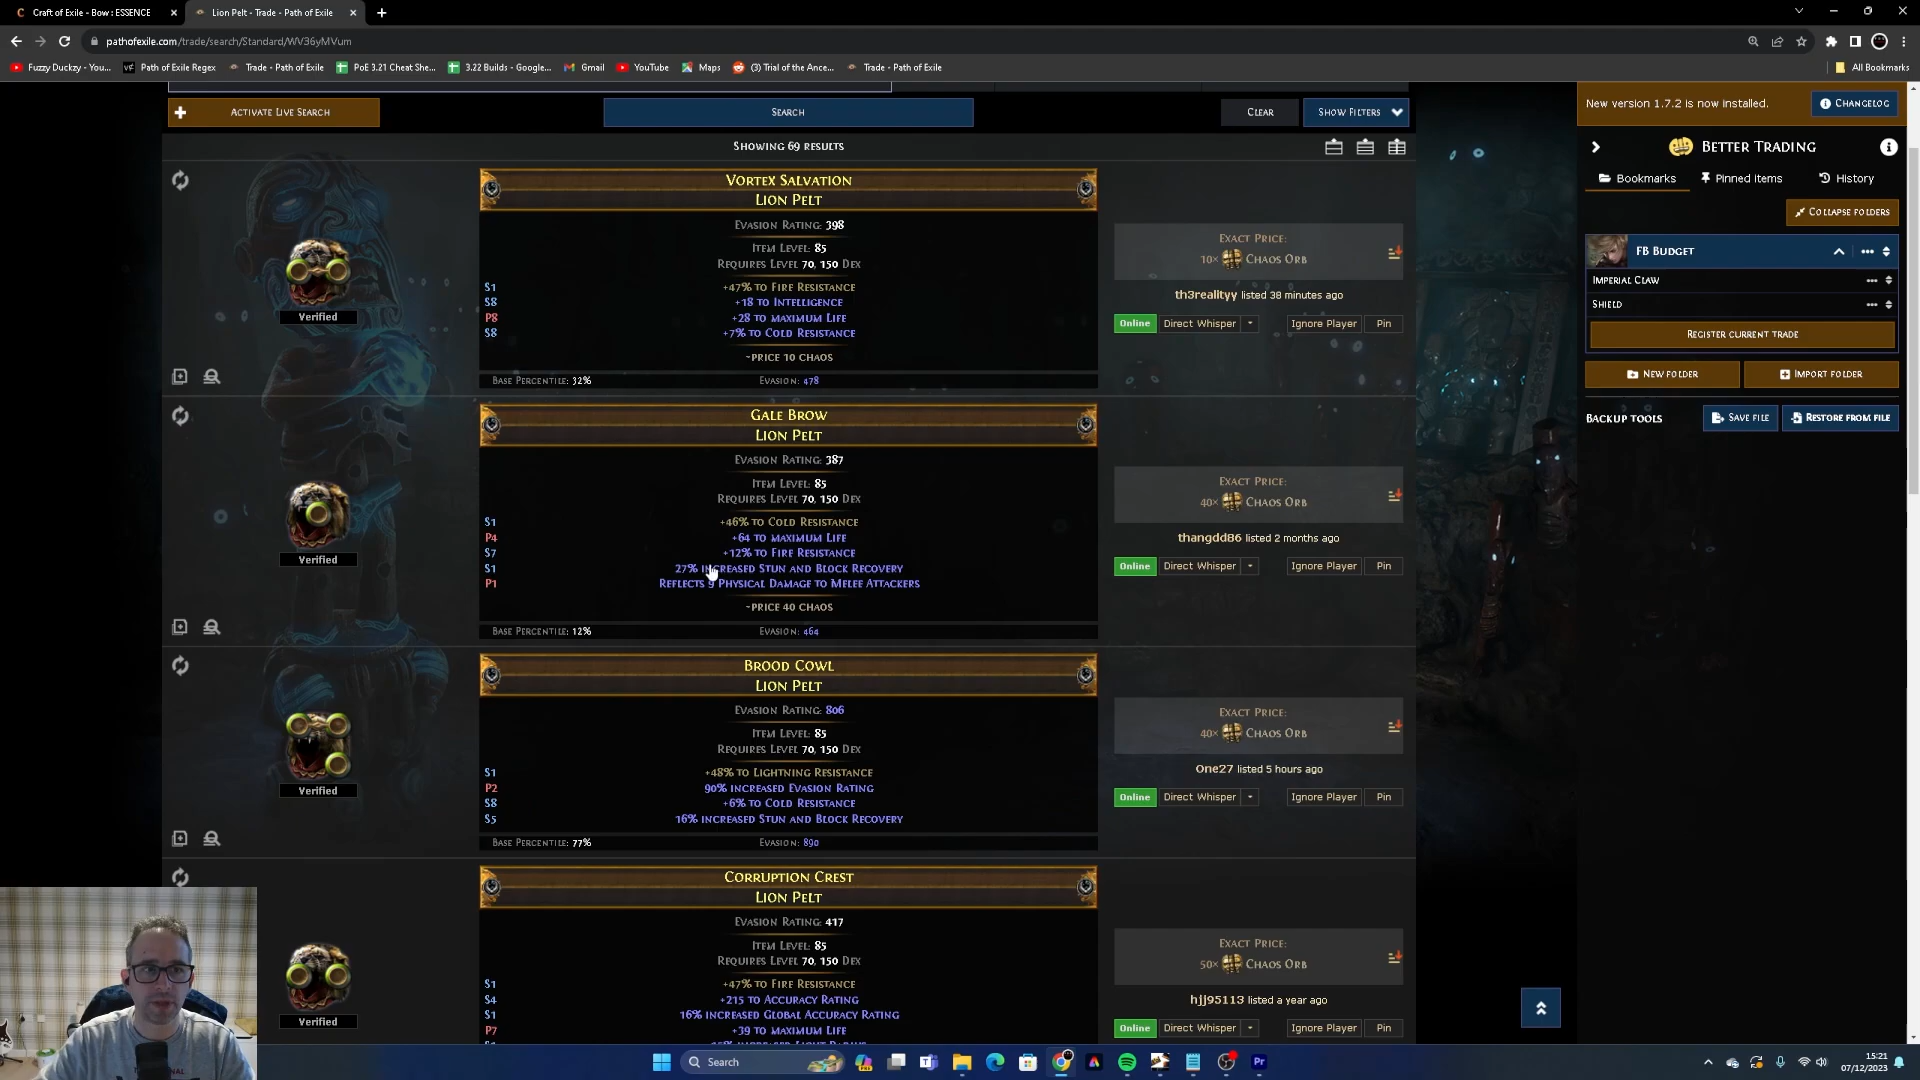 Craft of Exile - Bow : ESSENCE
Lion Pelt - Trade - Path of Exile
pathofexile.com/trade/search/Standard/WV36yMVum
Fuzzy Duckzy - You...
Path of Exile Regex
Trade - Path of Exile
PoE 3.21 Cheat She...
3.22 Builds - Google...
Gmail
YouTube
Maps
(3) Trial of the Ance...
Trade - Path of Exile
All Bookmarks
Activate Live Search
Search
Clear
Show Filters
Showing 69 results
Vortex Salvation
Lion Pelt
Evasion Rating: 398
Item Level: 85
Requires Level 70, 150 Dex
S1 +47% to Fire Resistance
S8 +18 to Intelligence
P8 +28 to maximum Life
S8 +7% to Cold Resistance
~price 10 chaos
Base Percentile: 32%
Evasion: 478
Verified
Exact Price:
10× Chaos Orb
th3realityy listed 38 minutes ago
Online
Direct Whisper
Ignore Player
Pin
Gale Brow
Lion Pelt
Evasion Rating: 387
Item Level: 85
Requires Level 70, 150 Dex
S1 +46% to Cold Resistance
P4 +64 to maximum Life
S7 +12% to Fire Resistance
S1 27% increased Stun and Block Recovery
P1 Reflects 9 Physical Damage to Melee Attackers
~price 40 chaos
Base Percentile: 12%
Evasion: 464
Verified
Exact Price:
40× Chaos Orb
thangdd86 listed 2 months ago
Online
Direct Whisper
Ignore Player
Pin
Brood Cowl
Lion Pelt
Evasion Rating: 806
Item Level: 85
Requires Level 70, 150 Dex
S1 +48% to Lightning Resistance
P2 90% increased Evasion Rating
S8 +6% to Cold Resistance
S5 16% increased Stun and Block Recovery
Base Percentile: 77%
Evasion: 890
Verified
Exact Price:
40× Chaos Orb
One27 listed 5 hours ago
Online
Direct Whisper
Ignore Player
Pin
Corruption Crest
Lion Pelt
Evasion Rating: 417
Item Level: 85
Requires Level 70, 150 Dex
S1 +47% to Fire Resistance
S4 +215 to Accuracy Rating
S1 16% increased Global Accuracy Rating
P7 +39 to maximum Life
Verified
Exact Price:
50× Chaos Orb
hjj95113 listed a year ago
Online
Direct Whisper
Ignore Player
Pin
New version 1.7.2 is now installed.
Changelog
Better Trading
Bookmarks
Pinned items
History
Collapse folders
FB Budget
Imperial Claw
Shield
Register current trade
New folder
Import folder
Backup tools
Save file
Restore from file
Search
15:21
07/12/2023